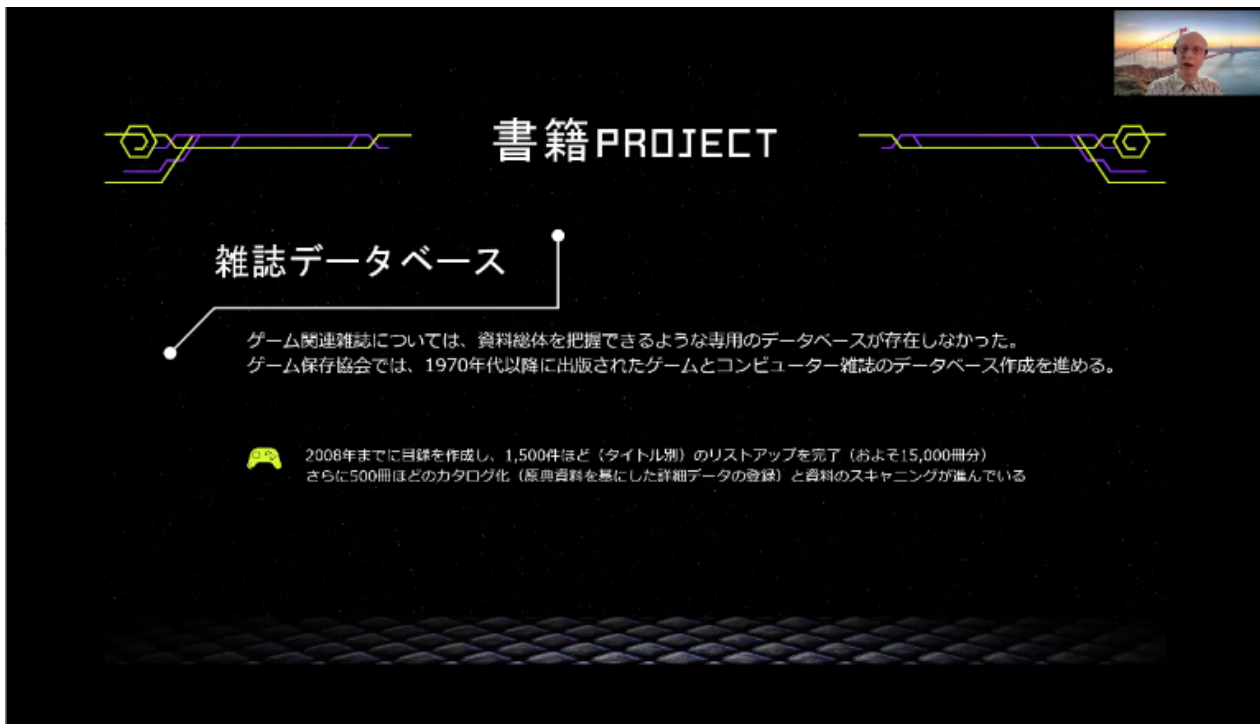 書籍PROJECT
雑誌データベース
ゲーム関連雑誌については、資料総体を把握できるような専用のデータベースが存在しなかった。
ゲーム保存協会では、1970年代以降に出版されたゲームとコンピューター雑誌のデータベース作成を進める。
2008年までに目録を作成し、1,500件ほど（タイトル別）のリストアップを完了（およそ15,000冊分）
さらに500冊ほどのカタログ化（原典資料を基にした詳細データの登録）と資料のスキャニングが進んでいる